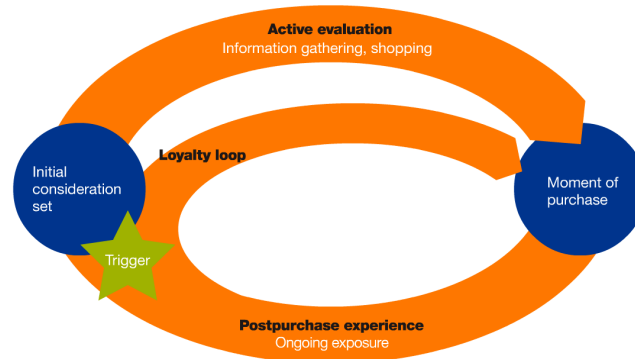 Active evaluation
Information gathering, shopping
Loyalty loop
Initial
consideration
set
Moment of
purchase
Trigger
Postpurchase experience
Ongoing exposure